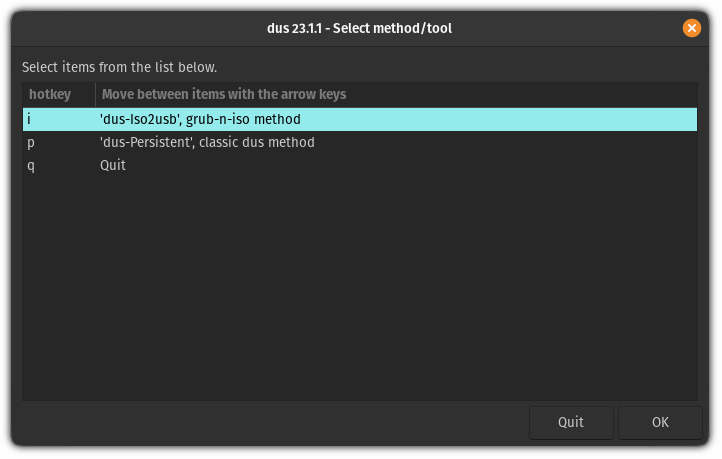 dus 23.1.1 - Select method/tool
Select items from the list below.
hotkey Move between items with the arrow keys
i 'dus-Iso2usb', grub-n-iso method
p 'dus-Persistent', classic dus method
q Quit
Quit OK